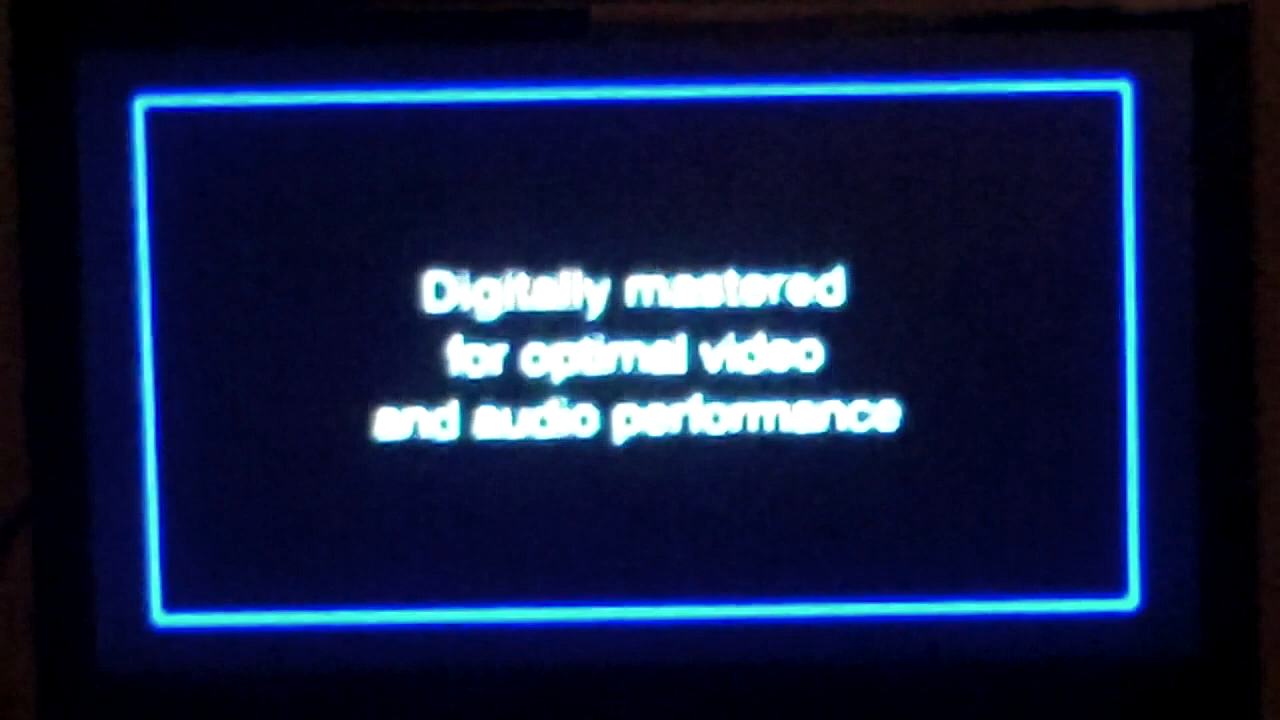 Digitally mastered
for optimal video
and audio performance